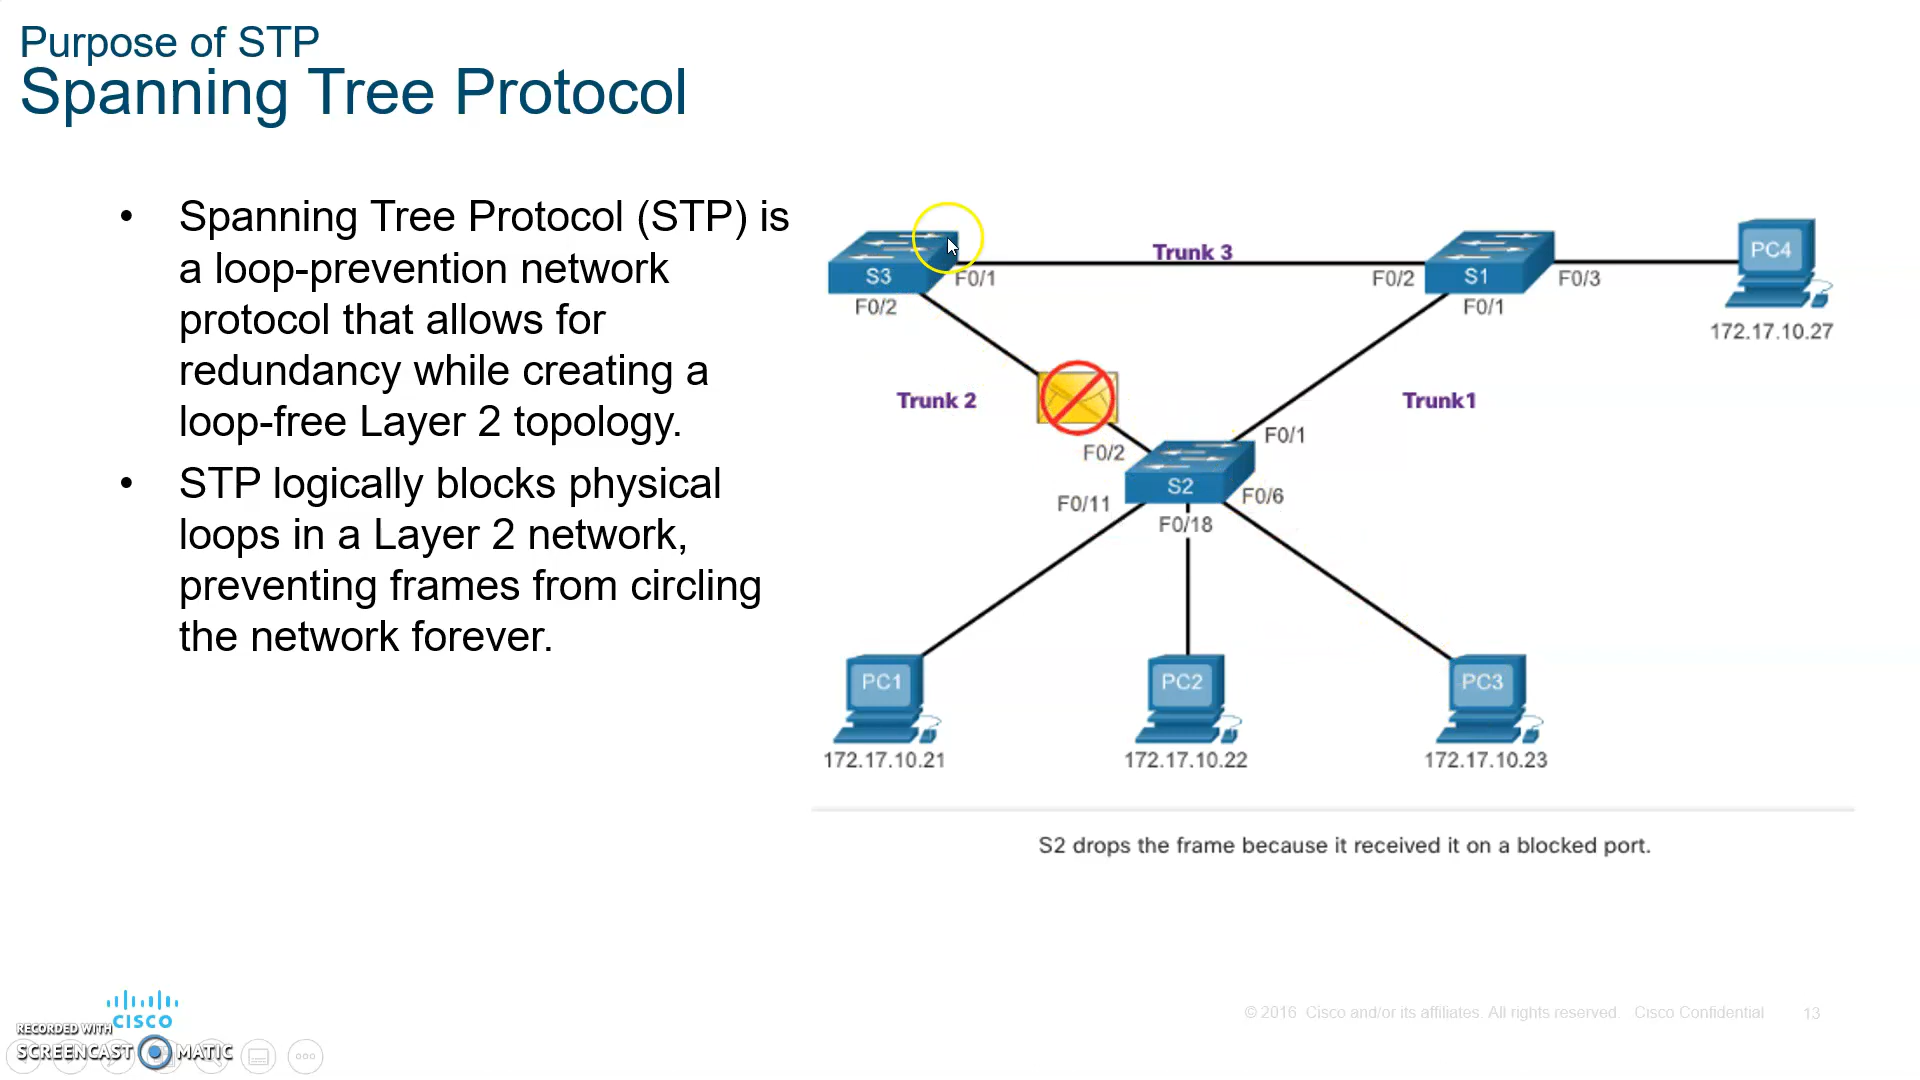 Purpose of STP
Spanning Tree Protocol
• Spanning Tree Protocol (STP) is
a loop-prevention network
protocol that allows for
redundancy while creating a
loop-free Layer 2 topology.
• STP logically blocks physical
loops in a Layer 2 network,
preventing frames from circling
the network forever.
Trunk 3
S3
F0/1
F0/2
F0/2
S1
F0/3
F0/1
PC4
172.17.10.27
Trunk 2
Trunk1
F0/2
F0/1
S2
F0/11
F0/6
F0/18
PC1
PC2
PC3
172.17.10.21
172.17.10.22
172.17.10.23
S2 drops the frame because it received it on a blocked port.
CISCO
RECORDED WITH
SCREENCAST MATIC
© 2016 Cisco and/or its affiliates. All rights reserved. Cisco Confidential
13